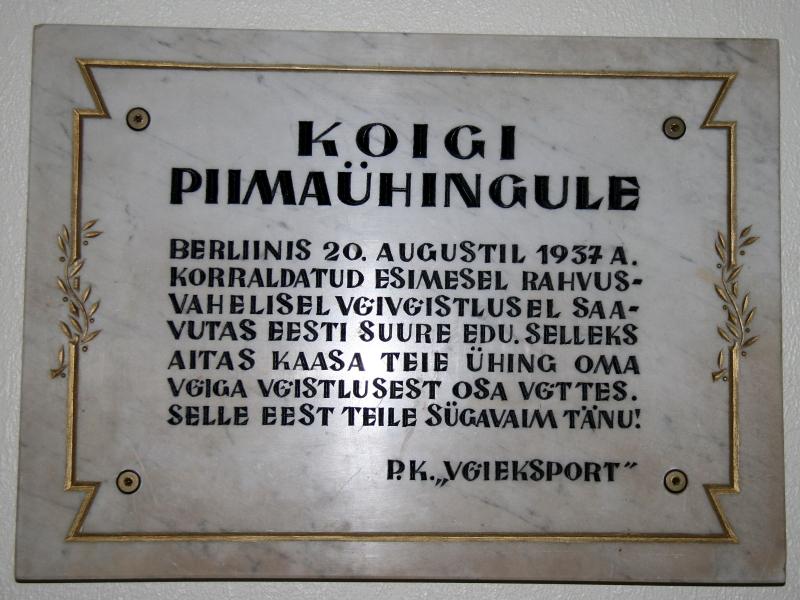 KOIGI
PIIMAÜHINGULE
BERLIINIS 20. AUGUSTIL 1937 A.
KORRALDATUD ESIMESEL RAHVUS-
VAHELISEL VÕIVÕISTLUSEL SAA-
VUTAS EESTI SUURE EDU. SELLEKS
AITAS KAASA TEIE ÜHING OMA
VÕIGA VÕISTLUSEST OSA VÕTTES.
SELLE EEST TEILE SÜGAVAIM TÄNU!
P.K. „VÕIEKSPORT"